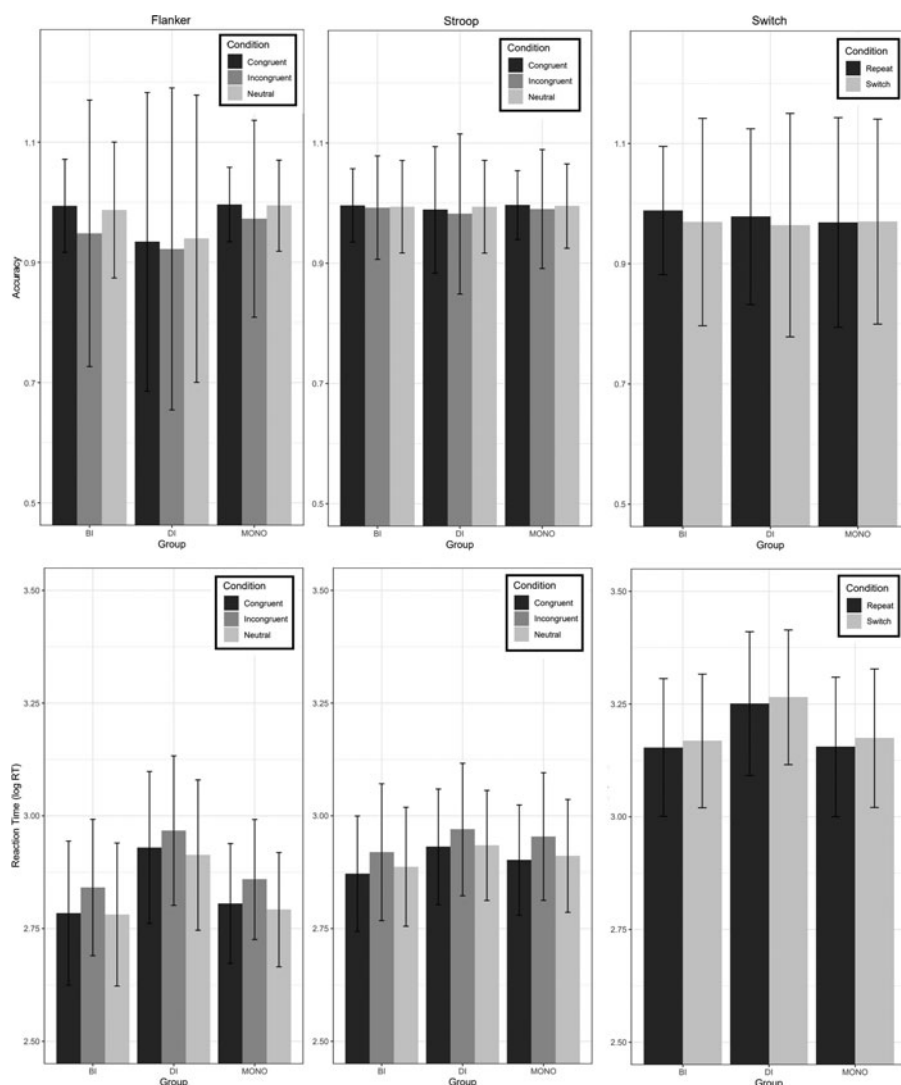 Flanker
Condition
Congruent
Incongruent
Neutral
Accuracy
1.1
0.9
0.7
0.5
BI
DI
MONO
Group
Stroop
Condition
Congruent
Incongruent
Neutral
1.1
0.9
0.7
0.5
BI
DI
MONO
Group
Switch
Condition
Repeat
Switch
1.1
0.9
0.7
0.5
BI
DI
MONO
Group
Condition
Congruent
Incongruent
Neutral
Reaction Time (log RT)
3.50
3.25
3.00
2.75
2.50
BI
DI
MONO
Group
Condition
Congruent
Incongruent
Neutral
3.50
3.25
3.00
2.75
2.50
BI
DI
MONO
Group
Condition
Repeat
Switch
3.50
3.25
3.00
2.75
2.50
BI
DI
MONO
Group